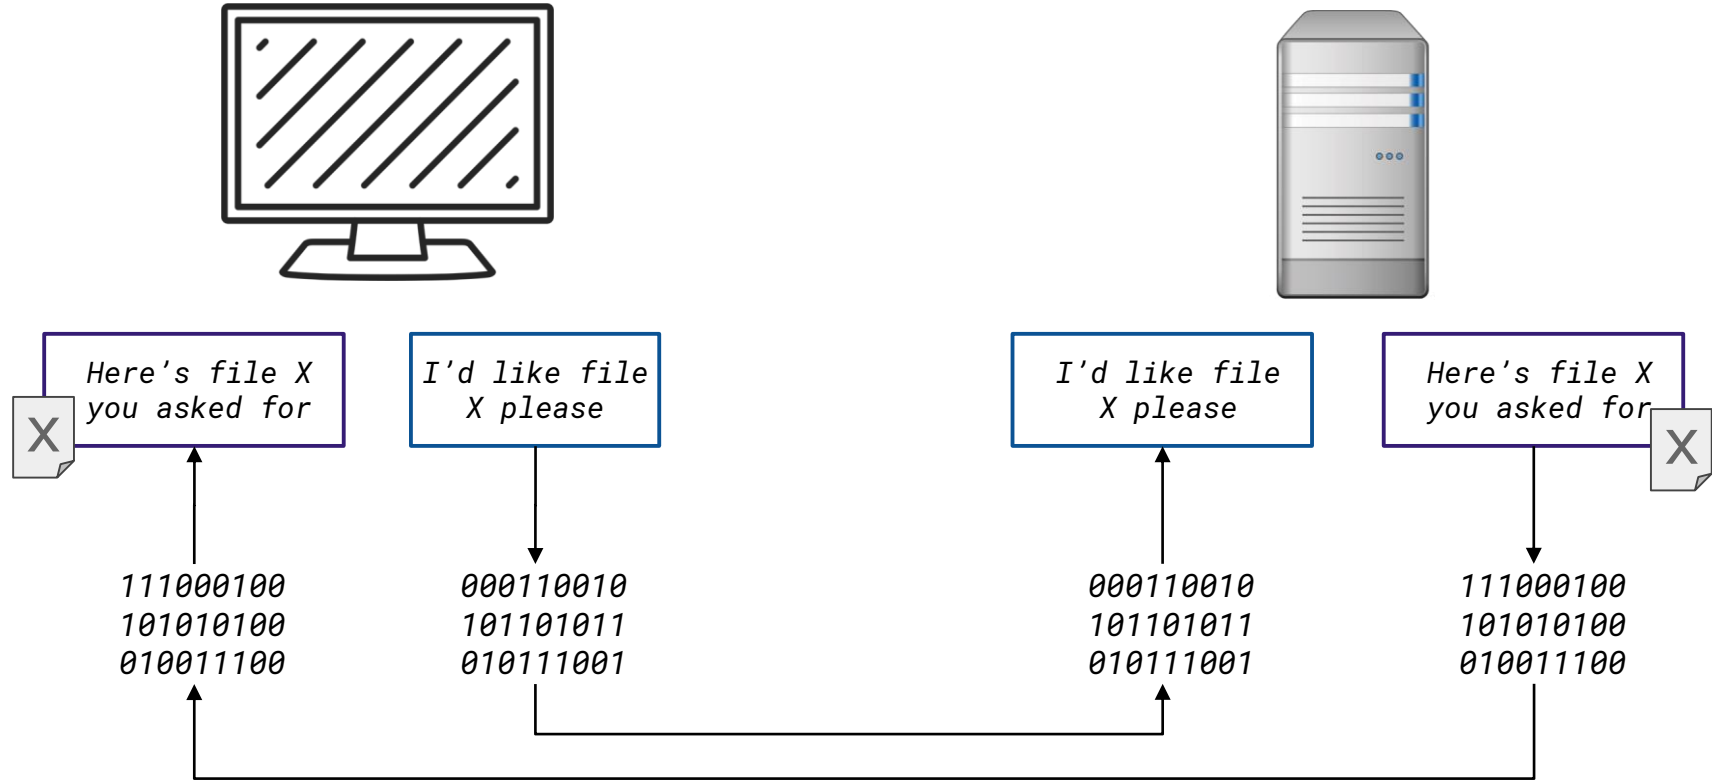 Here's file X
you asked for
X
I'd like file
X please
I'd like file
X please
Here's file X
you asked for
X
111000100
101010100
010011100
000110010
101101011
010111001
000110010
101101011
010111001
111000100
101010100
010011100